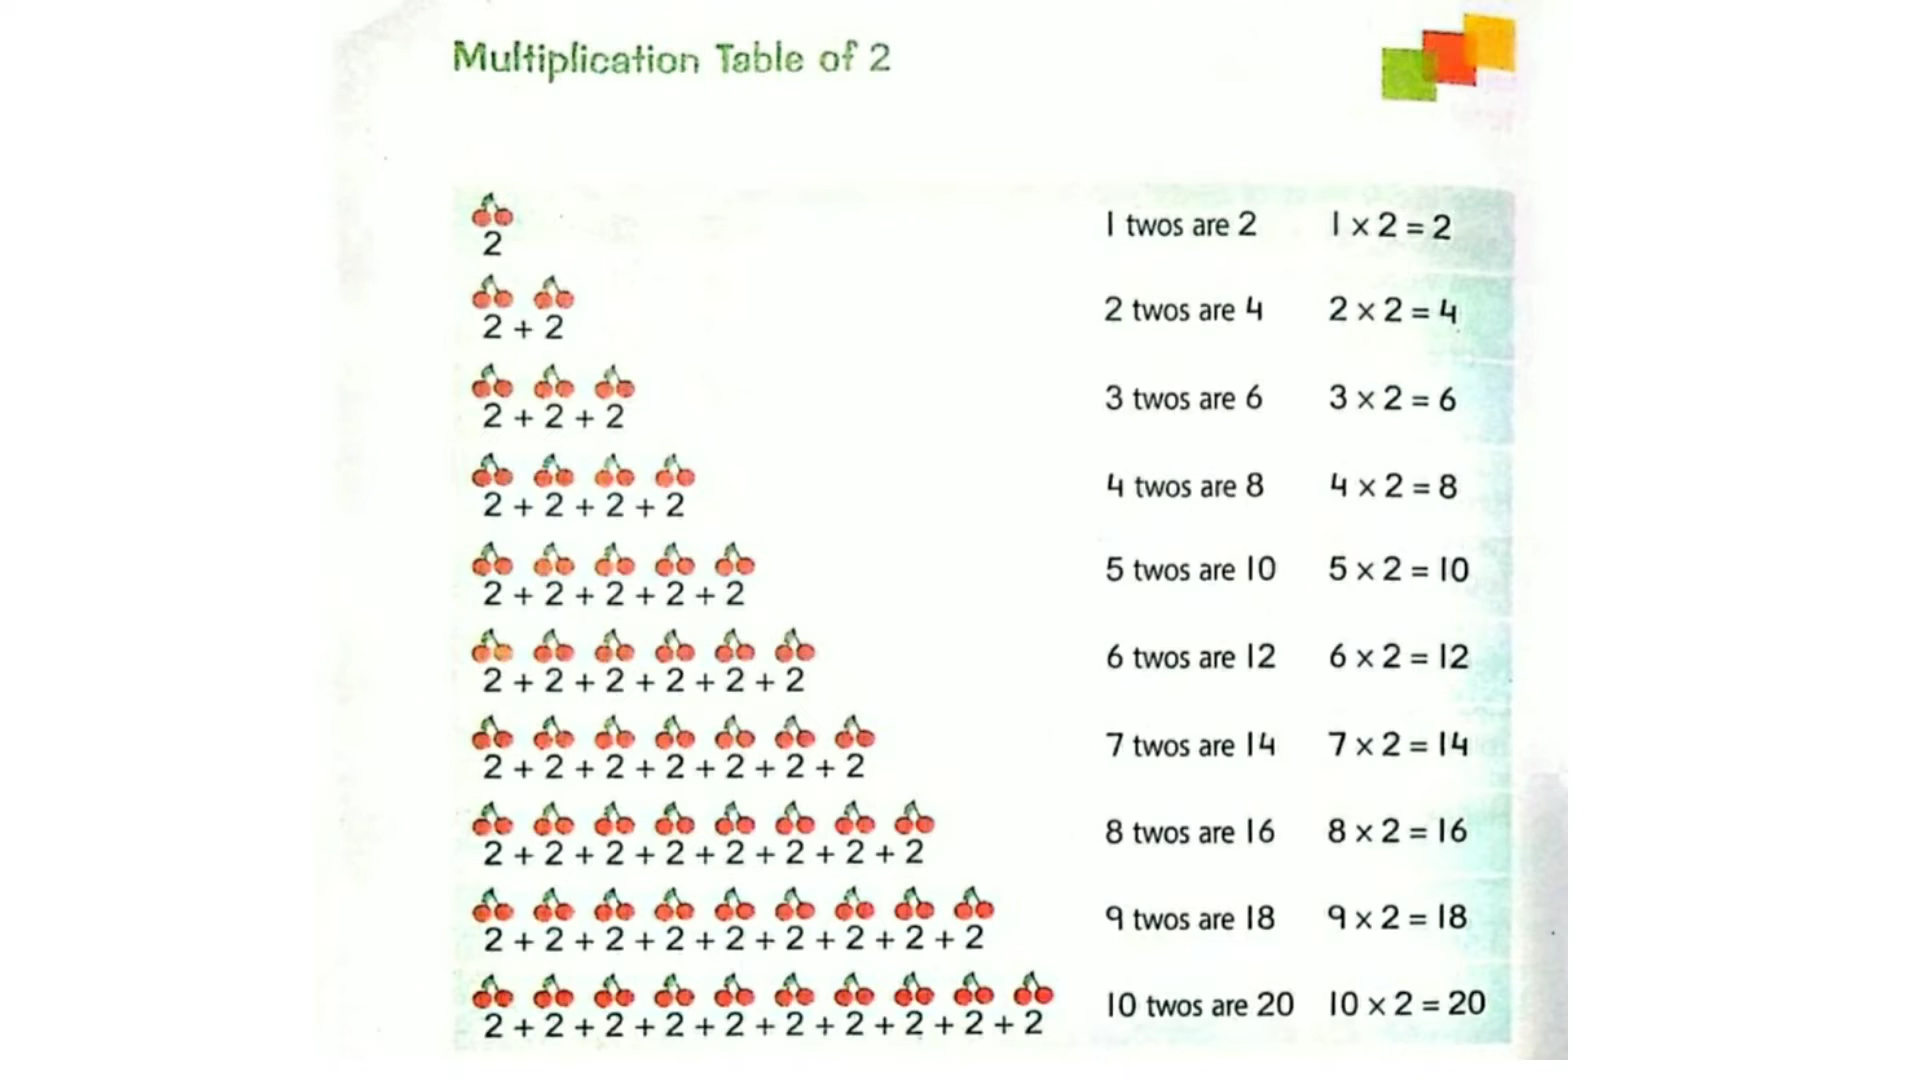 Multiplication Table of 2
2 1 twos are 2 1 × 2 = 2
2 + 2 2 twos are 4 2 × 2 = 4
2 + 2 + 2 3 twos are 6 3 × 2 = 6
2 + 2 + 2 + 2 4 twos are 8 4 × 2 = 8
2 + 2 + 2 + 2 + 2 5 twos are 10 5 × 2 = 10
2 + 2 + 2 + 2 + 2 + 2 6 twos are 12 6 × 2 = 12
2 + 2 + 2 + 2 + 2 + 2 + 2 7 twos are 14 7 × 2 = 14
2 + 2 + 2 + 2 + 2 + 2 + 2 + 2 8 twos are 16 8 × 2 = 16
2 + 2 + 2 + 2 + 2 + 2 + 2 + 2 + 2 9 twos are 18 9 × 2 = 18
2 + 2 + 2 + 2 + 2 + 2 + 2 + 2 + 2 + 2 10 twos are 20 10 × 2 = 20